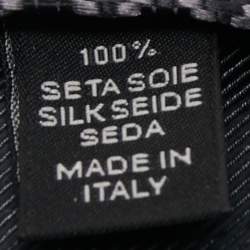 100%
SETA SOIE
SILK SEIDE
SEDA
MADE IN
ITALY